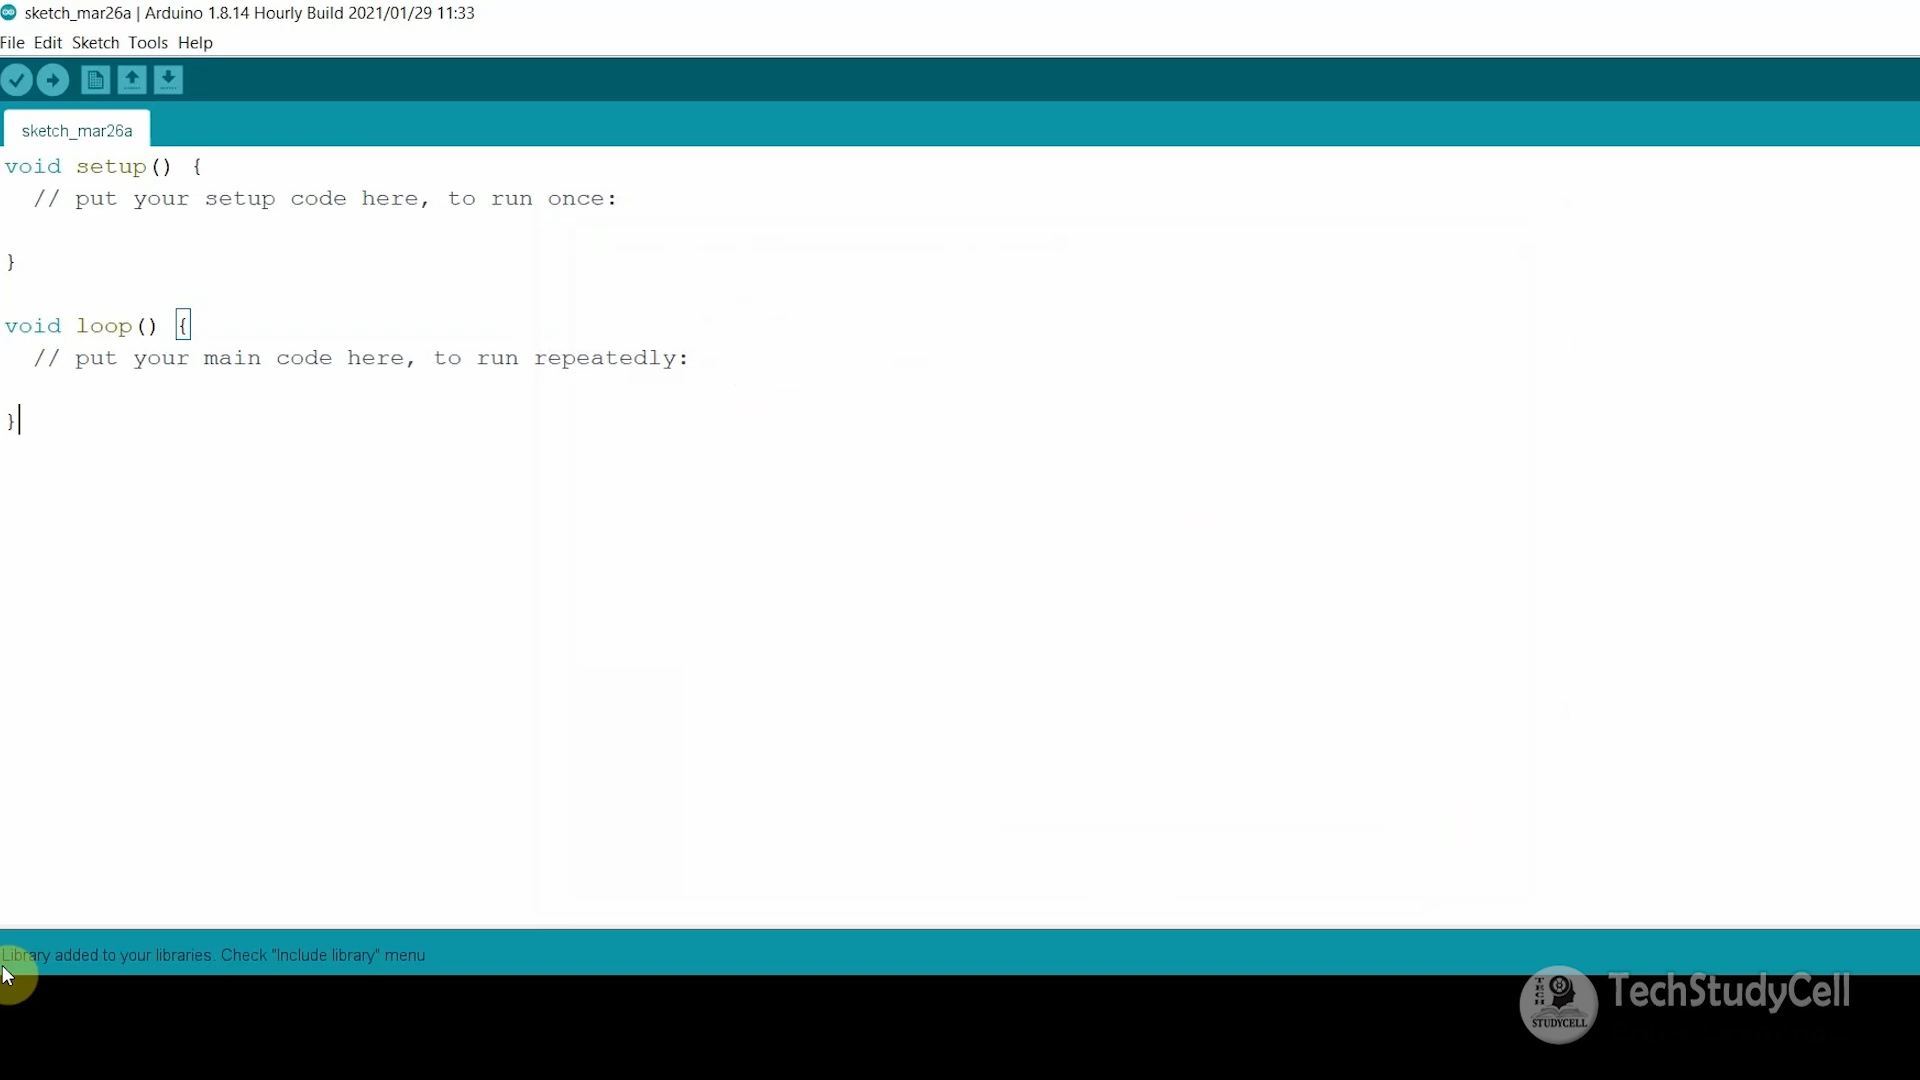 sketch_mar26a | Arduino 1.8.14 Hourly Build 2021/01/29 11:33
File Edit Sketch Tools Help
sketch_mar26a
void setup() {
// put your setup code here, to run once:
}
void loop() {
// put your main code here, to run repeatedly:
}
Library added to your libraries. Check "Include library" menu
TECH
STUDYCELL
TechStudyCell